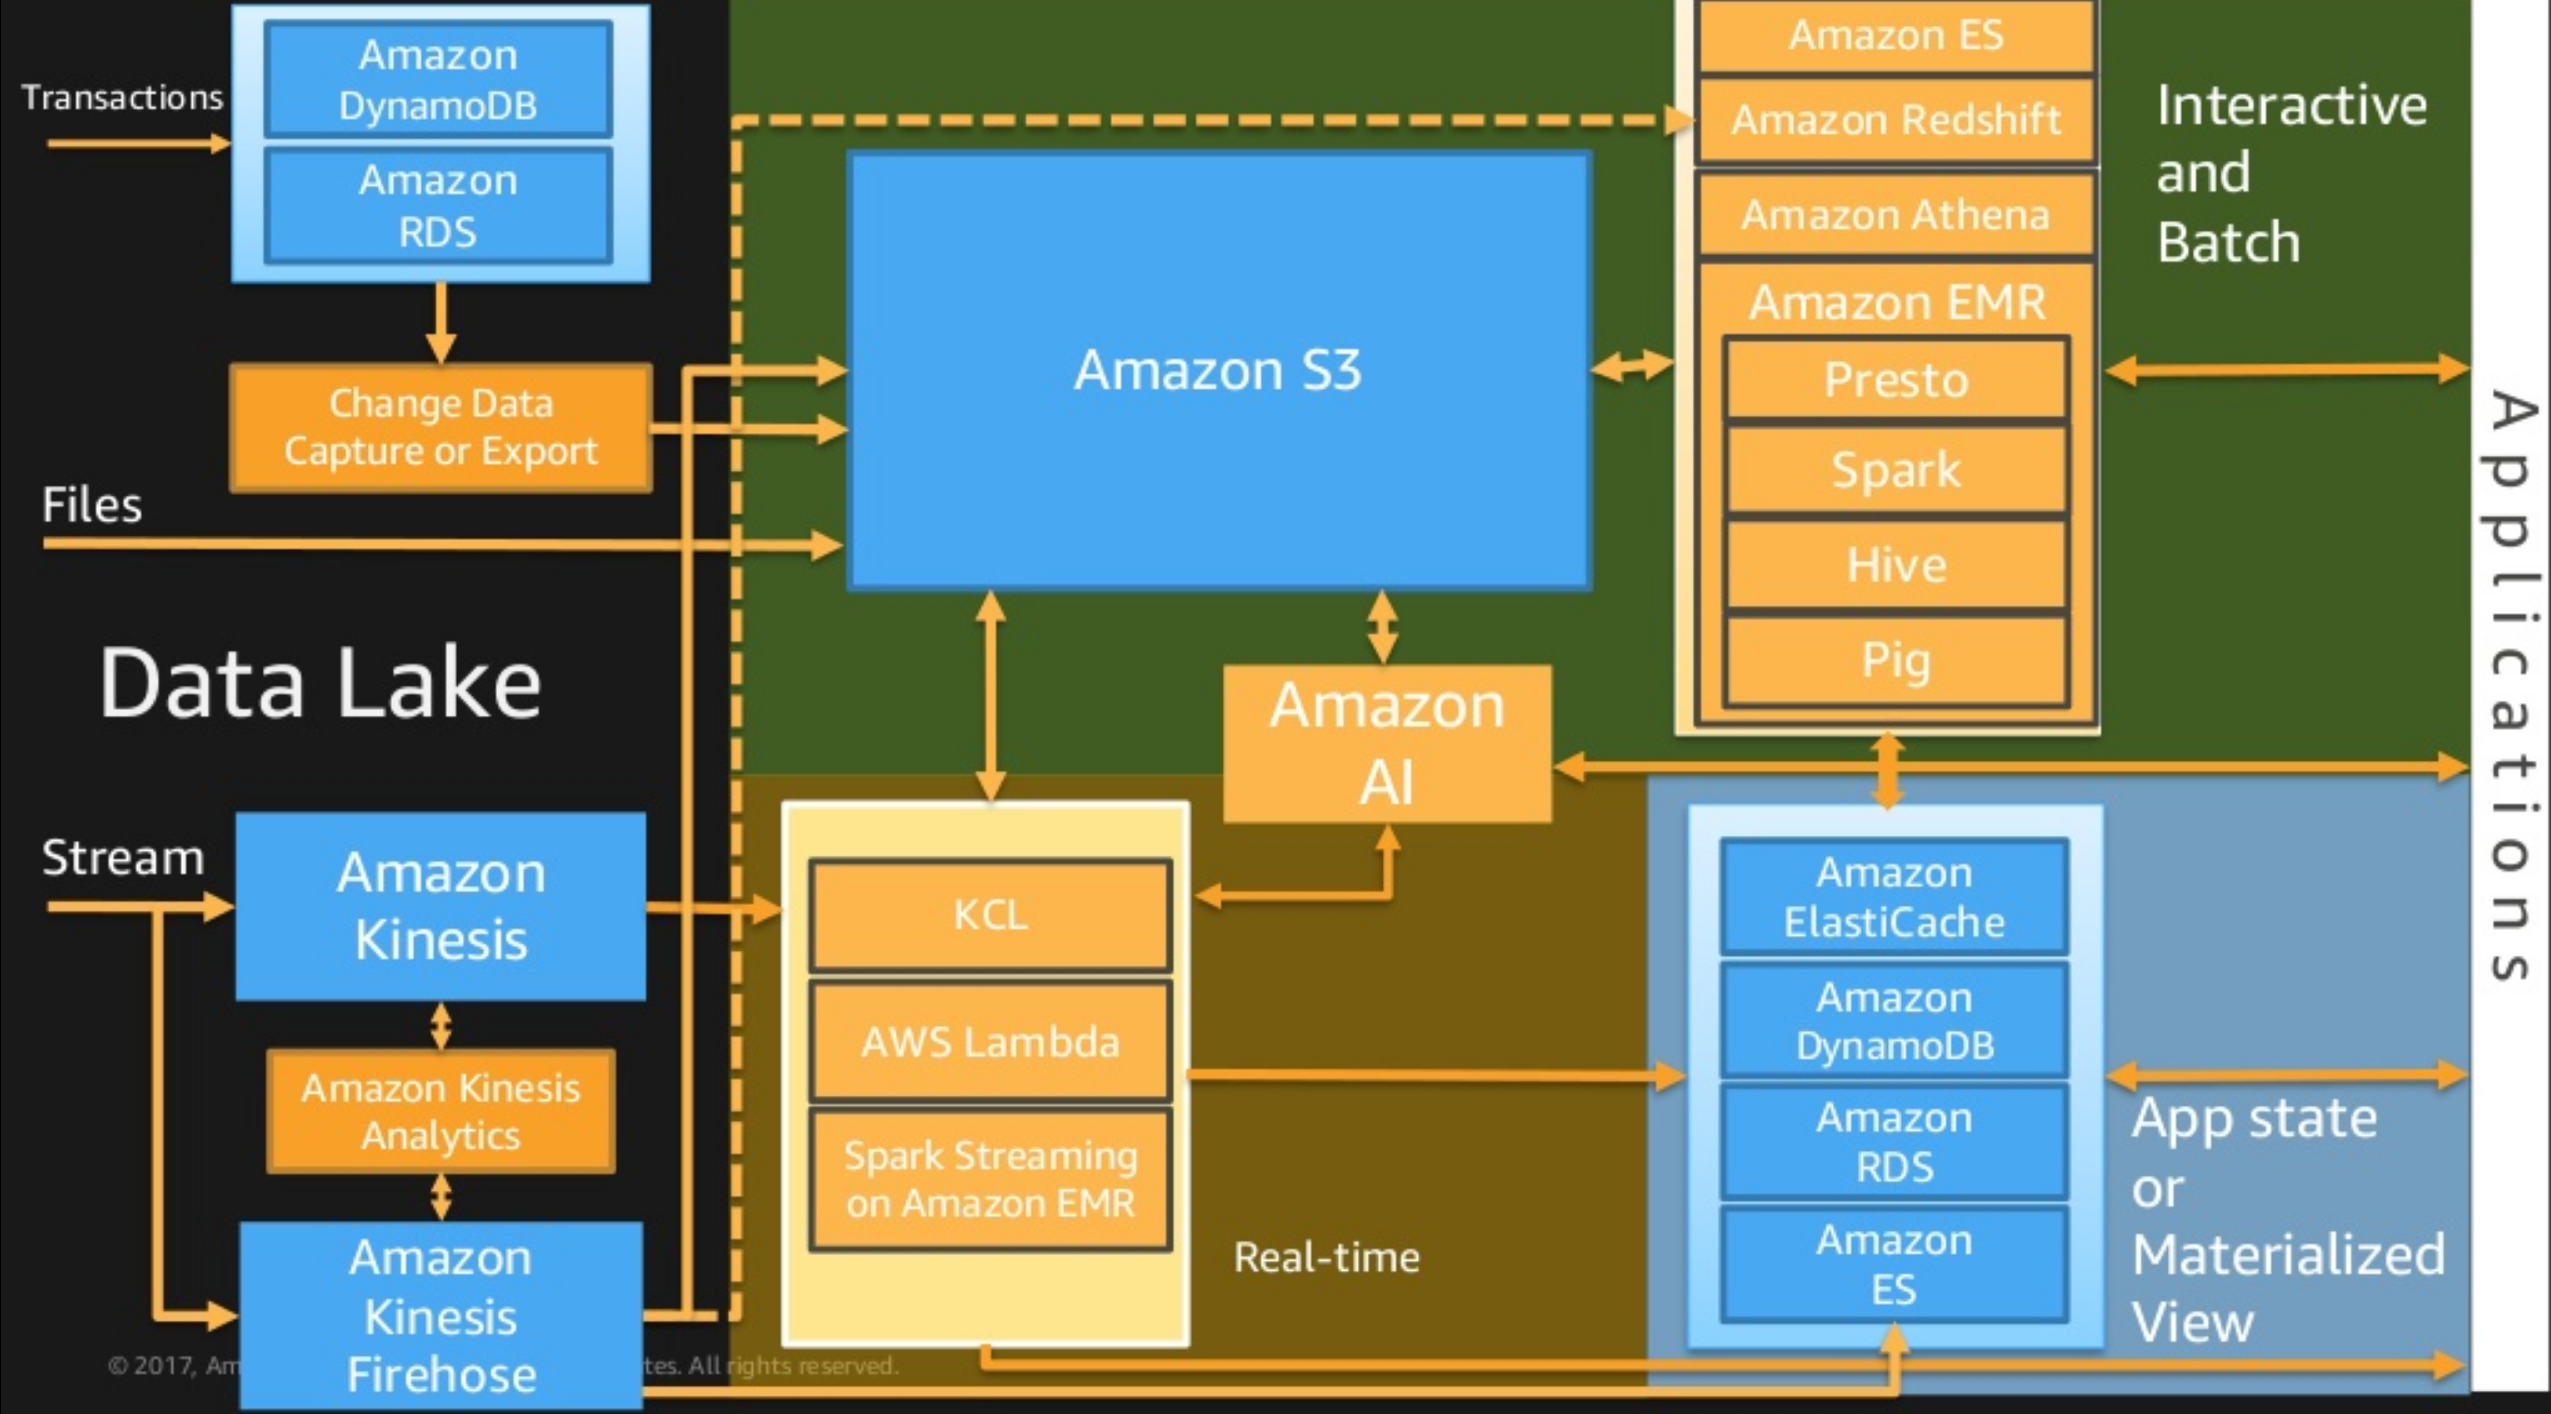 Transactions
Amazon
DynamoDB
Amazon
RDS
Change Data
Capture or Export
Files
Data Lake
Stream
Amazon
Kinesis
Amazon Kinesis
Analytics
Amazon
Kinesis
Firehose
© 2017, Am
tes. All rights reserved.
Amazon S3
Amazon
AI
KCL
AWS Lambda
Spark Streaming
on Amazon EMR
Real-time
Amazon ES
Amazon Redshift
Amazon Athena
Amazon EMR
Presto
Spark
Hive
Pig
Interactive
and
Batch
Amazon
ElastiCache
Amazon
DynamoDB
Amazon
RDS
Amazon
ES
App state
or
Materialized
View
Applications